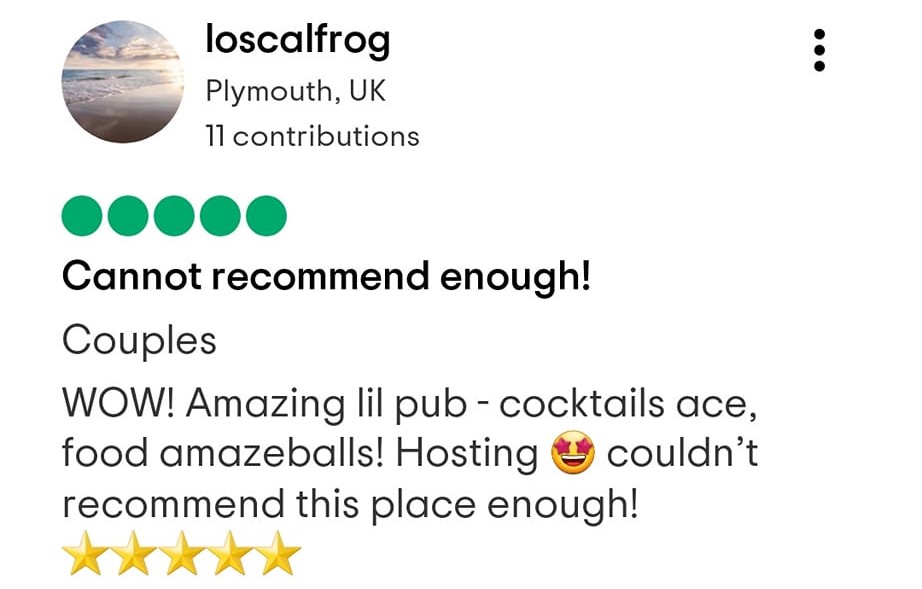 loscalfrog
Plymouth, UK
11 contributions
Cannot recommend enough!
Couples
WOW! Amazing lil pub - cocktails ace,
food amazeballs! Hosting 🤩 couldn’t
recommend this place enough!
⭐⭐⭐⭐⭐